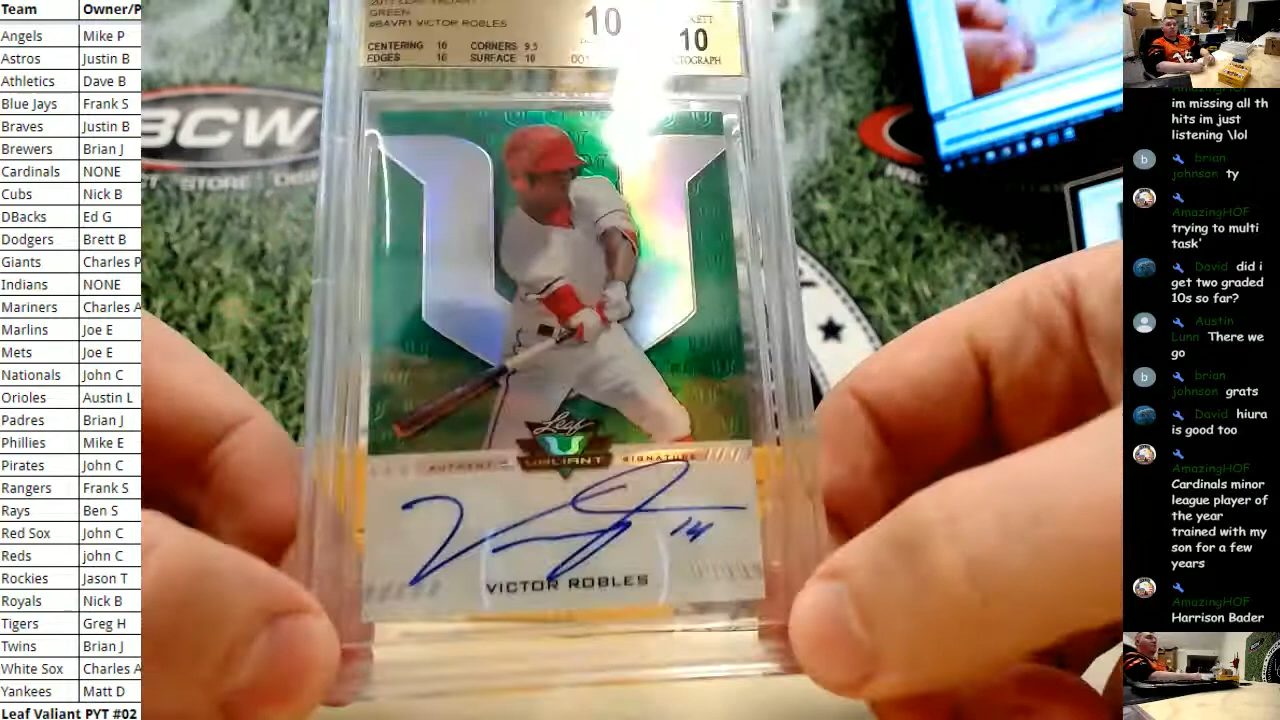 Team Owner/P
Angels Mike P
Astros Justin B
Athletics Dave B
Blue Jays Frank S
Braves Justin B
Brewers Brian J
Cardinals NONE
Cubs Nick B
DBacks Ed G
Dodgers Brett B
Giants Charles P
Indians NONE
Mariners Charles A
Marlins Joe E
Mets Joe E
Nationals John C
Orioles Austin L
Padres Brian J
Phillies Mike E
Pirates John C
Rangers Frank S
Rays Ben S
Red Sox John C
Reds john C
Rockies Jason T
Royals Nick B
Tigers Greg H
Twins Brian J
White Sox Charles A
Yankees Matt D
Leaf Valiant PYT #02
GREEN
#BAVR1 VICTOR ROBLES
CENTERING 10 CORNERS 9.5
EDGES 10 SURFACE 10
10
10
BCW
Leaf
VALIANT
SIGNATURE
14
VICTOR ROBLES
AmazingHOF
im missing all th
hits im just
listening \lol
brian
johnson ty
AmazingHOF
trying to multi
task'
David did i
get two graded
10s so far?
Austin
Lunn There we
go
brian
johnson grats
David hiura
is good too
AmazingHOF
Cardinals minor
league player of
the year
trained with my
son for a few
years
AmazingHOF
Harrison Bader